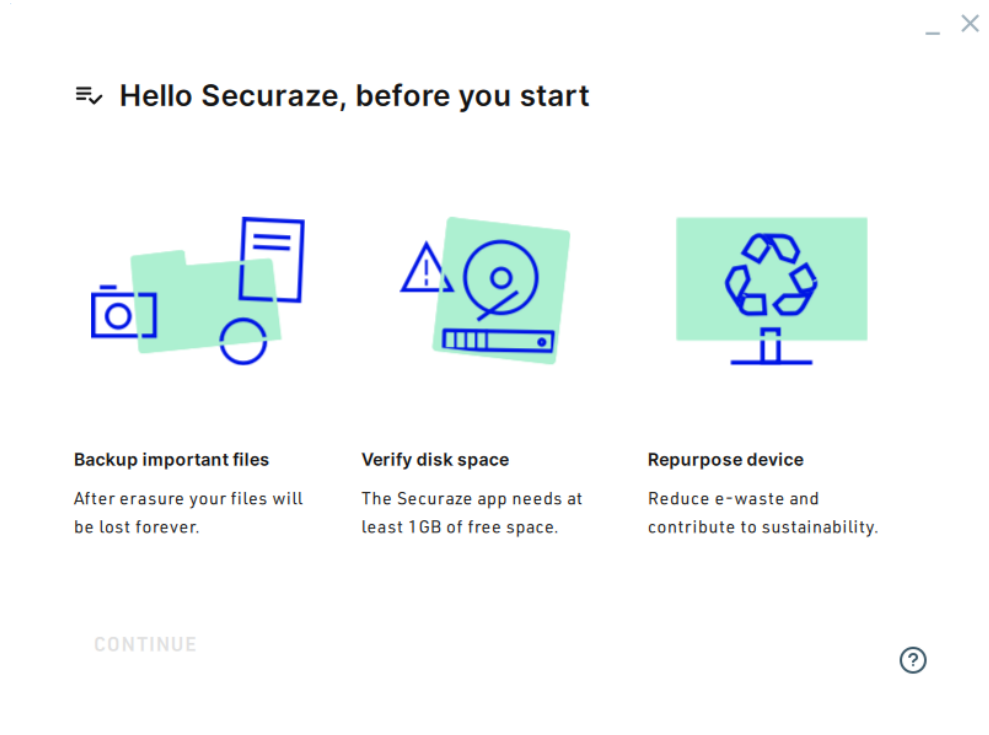 Hello Securaze, before you start
Backup important files
After erasure your files will
be lost forever.
Verify disk space
The Securaze app needs at
least 1GB of free space.
Repurpose device
Reduce e-waste and
contribute to sustainability.
CONTINUE
?